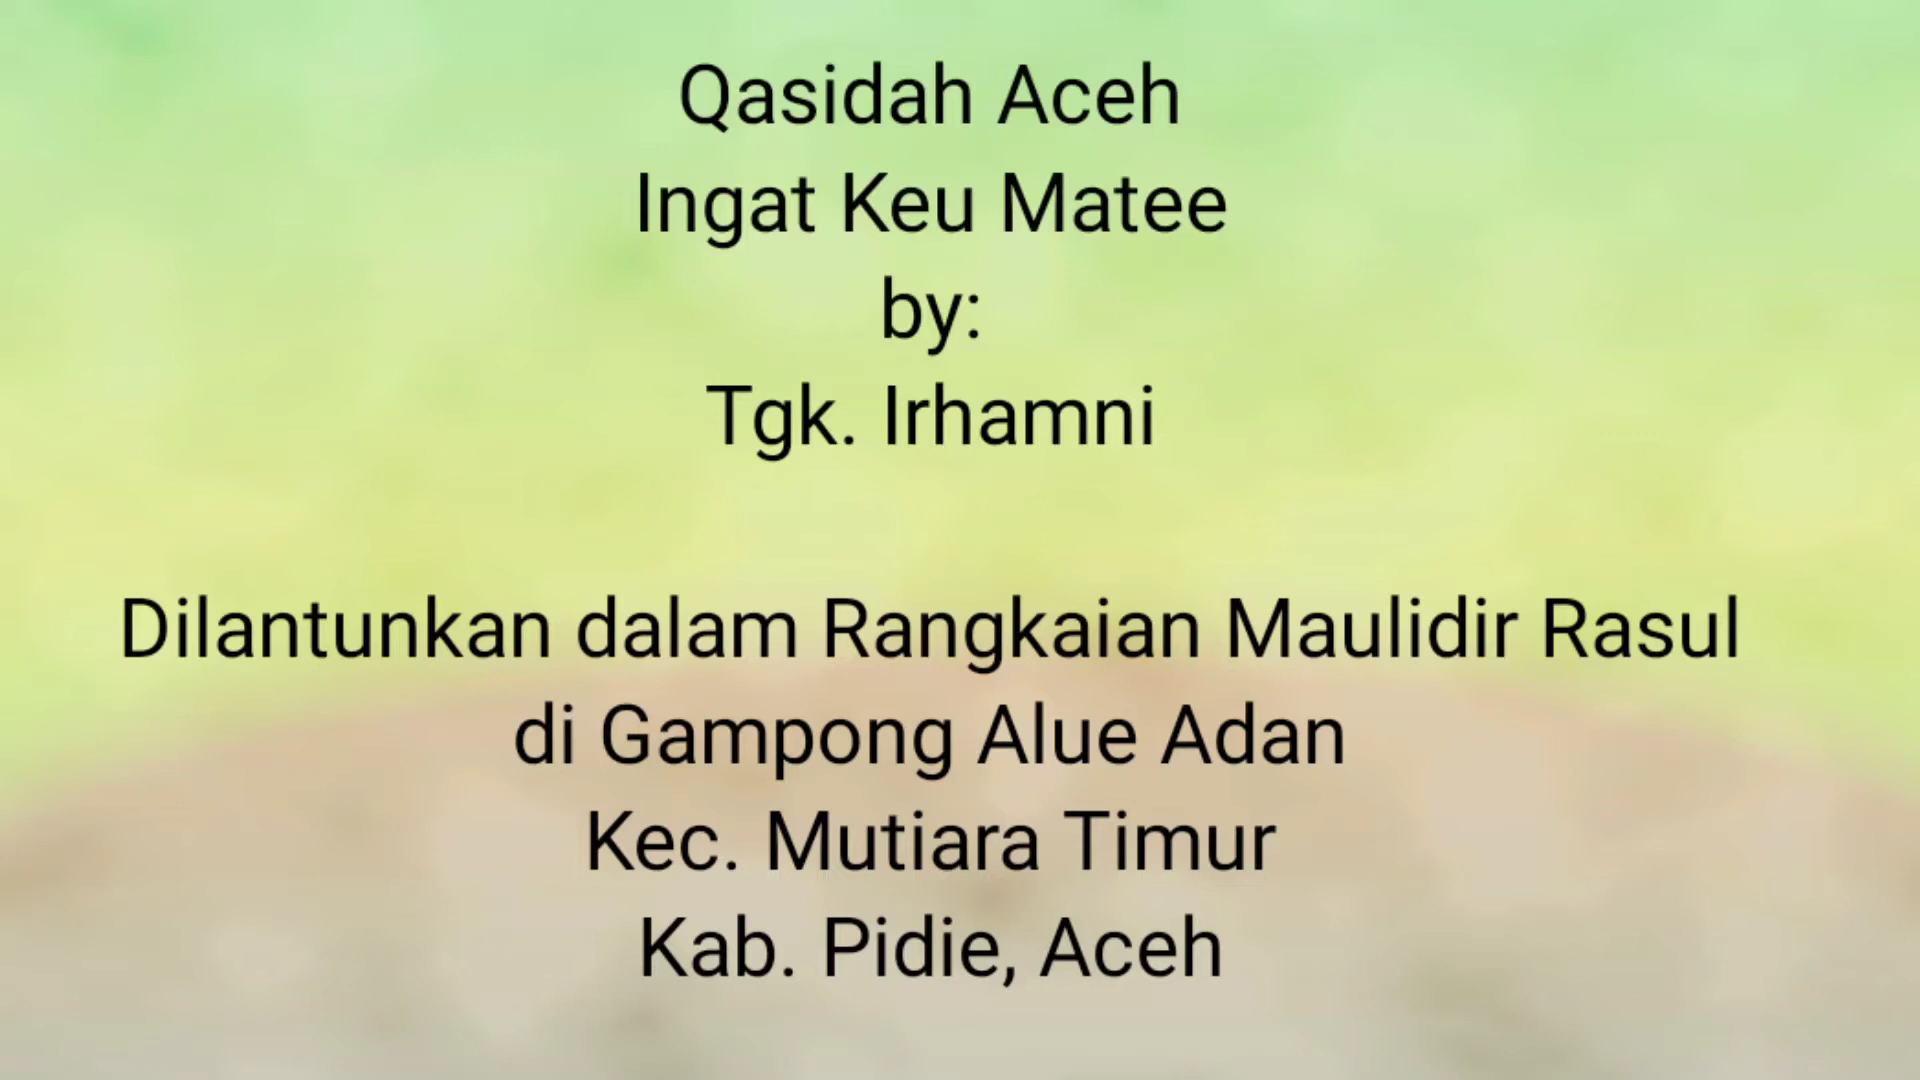 Qasidah Aceh
Ingat Keu Matee
by:
Tgk. Irhamni
Dilantunkan dalam Rangkaian Maulidir Rasul
di Gampong Alue Adan
Kec. Mutiara Timur
Kab. Pidie, Aceh